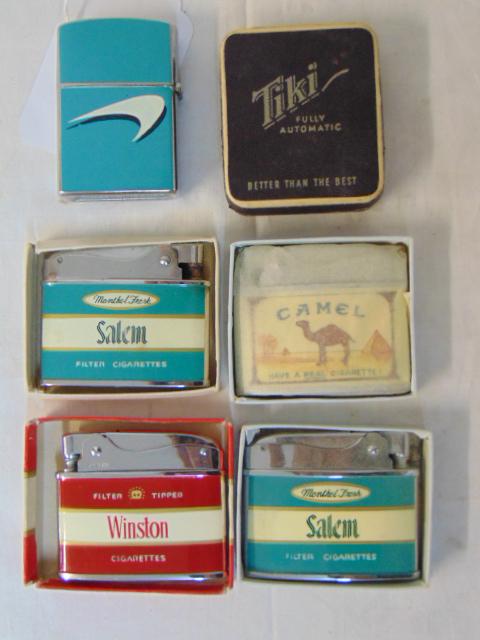 Tiki
FULLY
AUTOMATIC
BETTER THAN THE BEST
Menthol Fresh
Salem
FILTER CIGARETTES
CAMEL
HAVE A REAL CIGARETTE!
FILTER TIPPED
Winston
CIGARETTES
Menthol Fresh
Salem
FILTER CIGARETTES